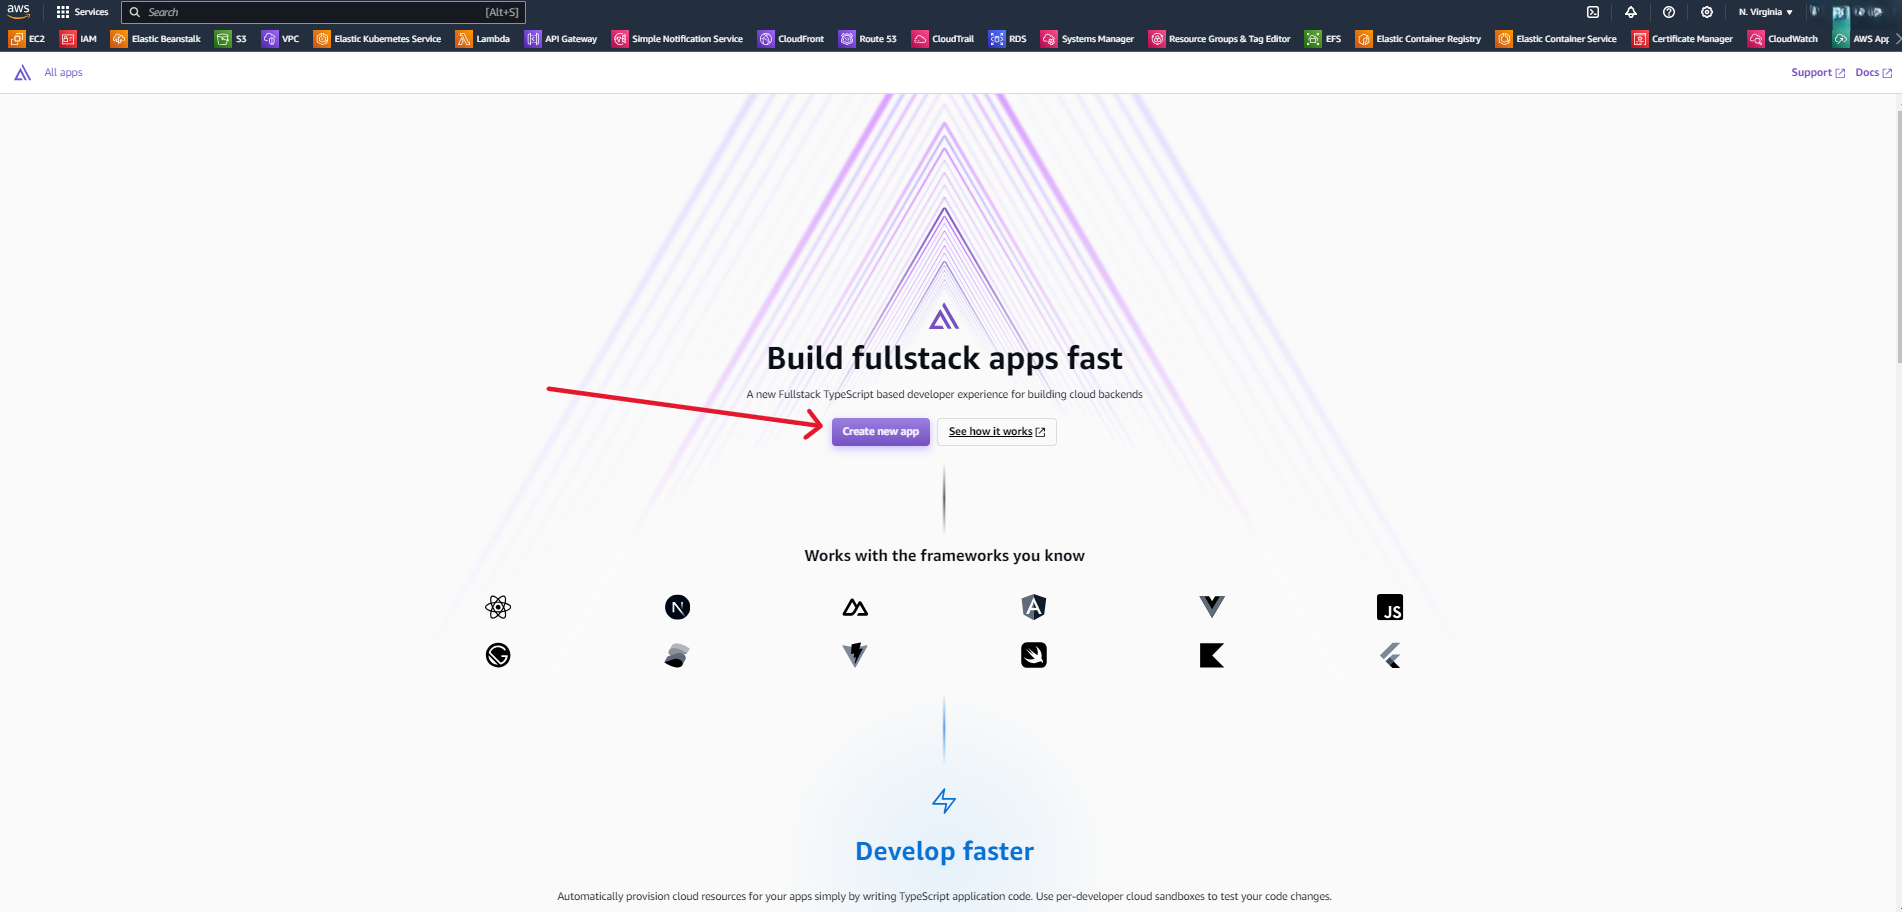 aws Services Search [Alt+S] N. Virginia
EC2 IAM Elastic Beanstalk S3 VPC Elastic Kubernetes Service Lambda API Gateway Simple Notification Service CloudFront Route 53 CloudTrail RDS Systems Manager Resource Groups & Tag Editor EFS Elastic Container Registry Elastic Container Service Certificate Manager CloudWatch AWS App
All apps Support Docs
Build fullstack apps fast
A new Fullstack TypeScript based developer experience for building cloud backends
Create new app See how it works
Works with the frameworks you know
N A JS
G
Develop faster
Automatically provision cloud resources for your apps simply by writing TypeScript application code. Use per-developer cloud sandboxes to test your code changes.